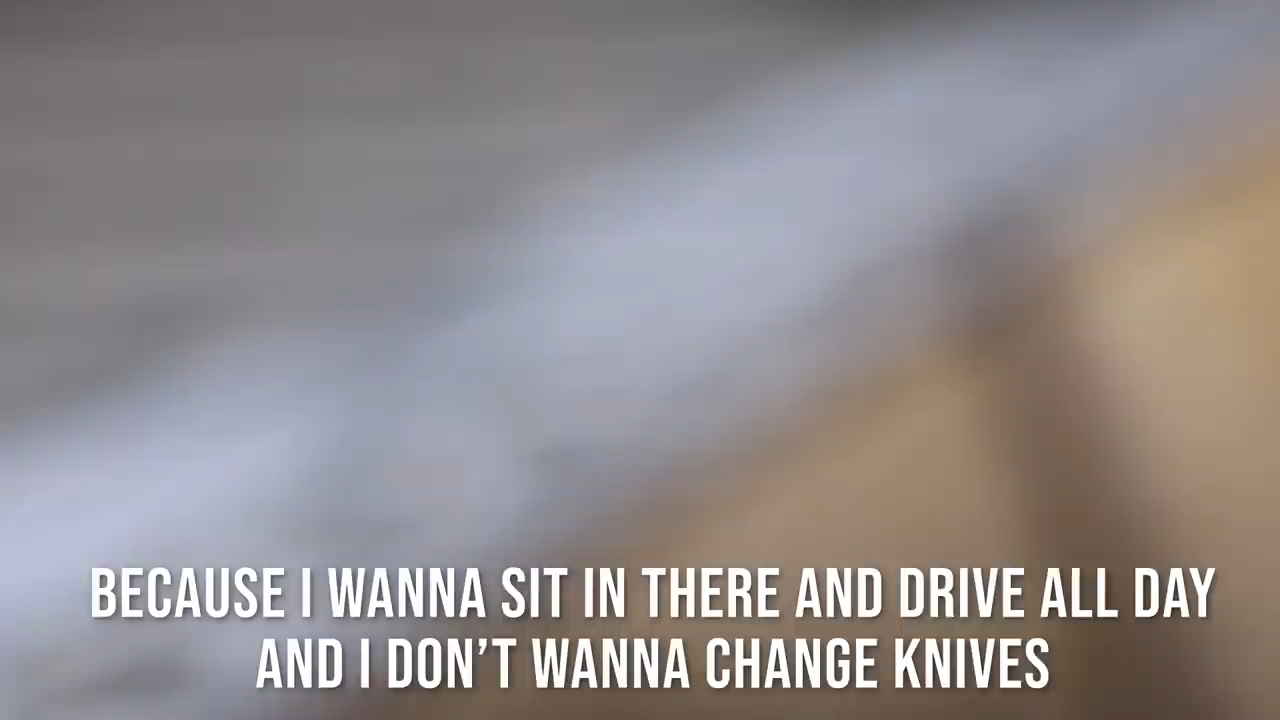 BECAUSE I WANNA SIT IN THERE AND DRIVE ALL DAY
AND I DON’T WANNA CHANGE KNIVES